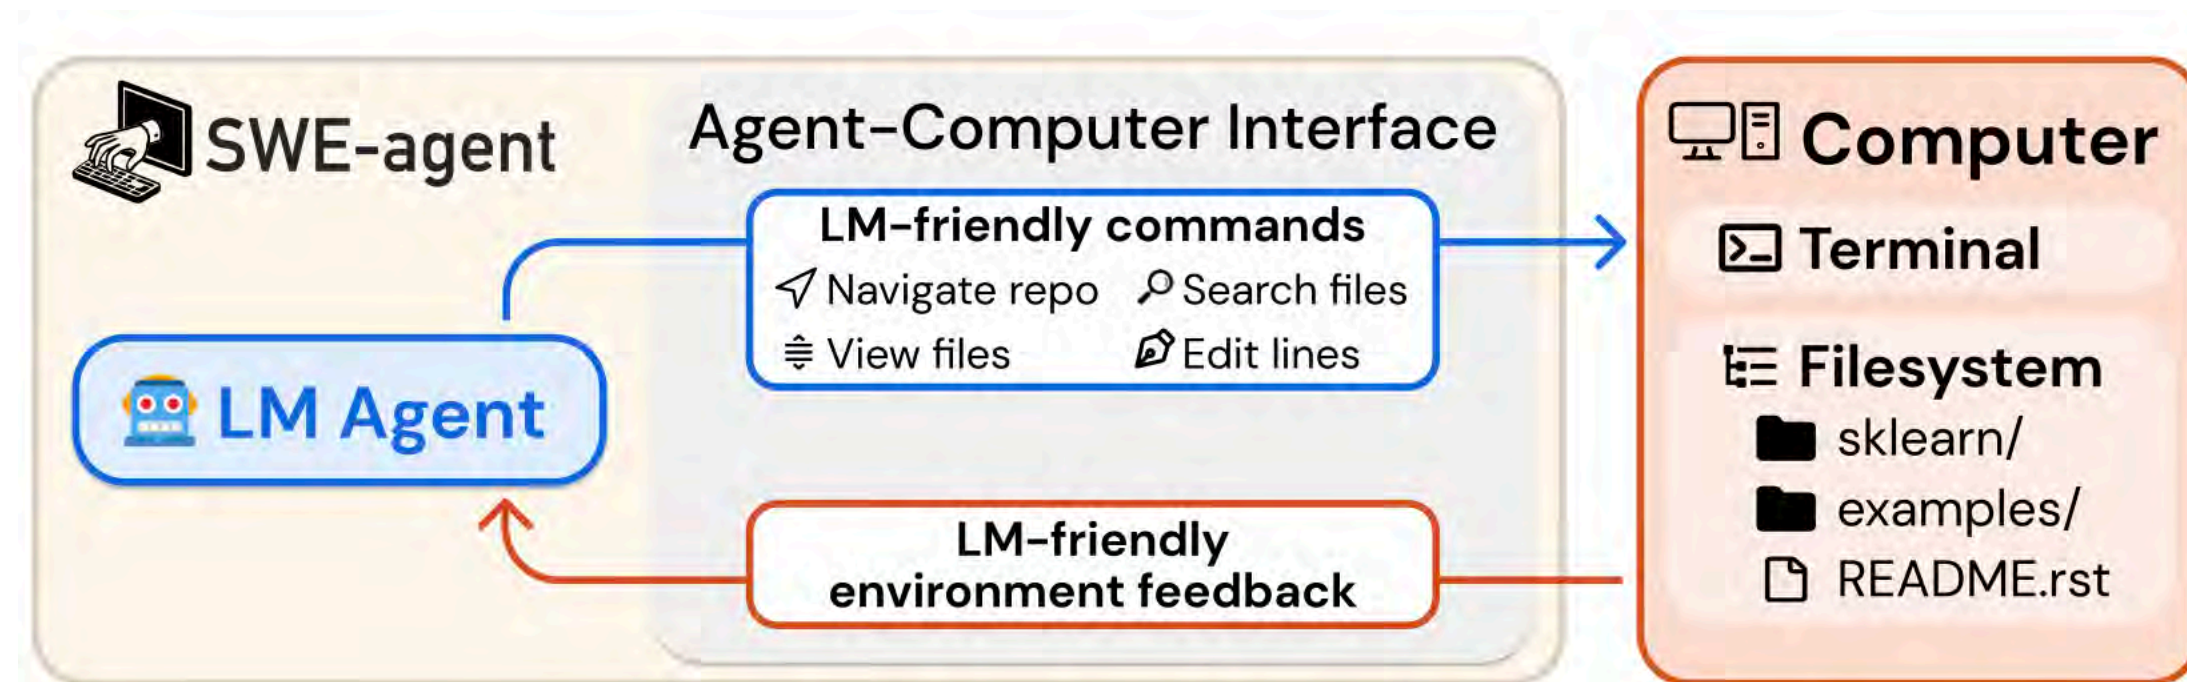 SWE-agent
Agent-Computer Interface
LM-friendly commands
Navigate repo
Search files
View files
Edit lines
LM Agent
LM-friendly
environment feedback
Computer
Terminal
Filesystem
sklearn/
examples/
README.rst